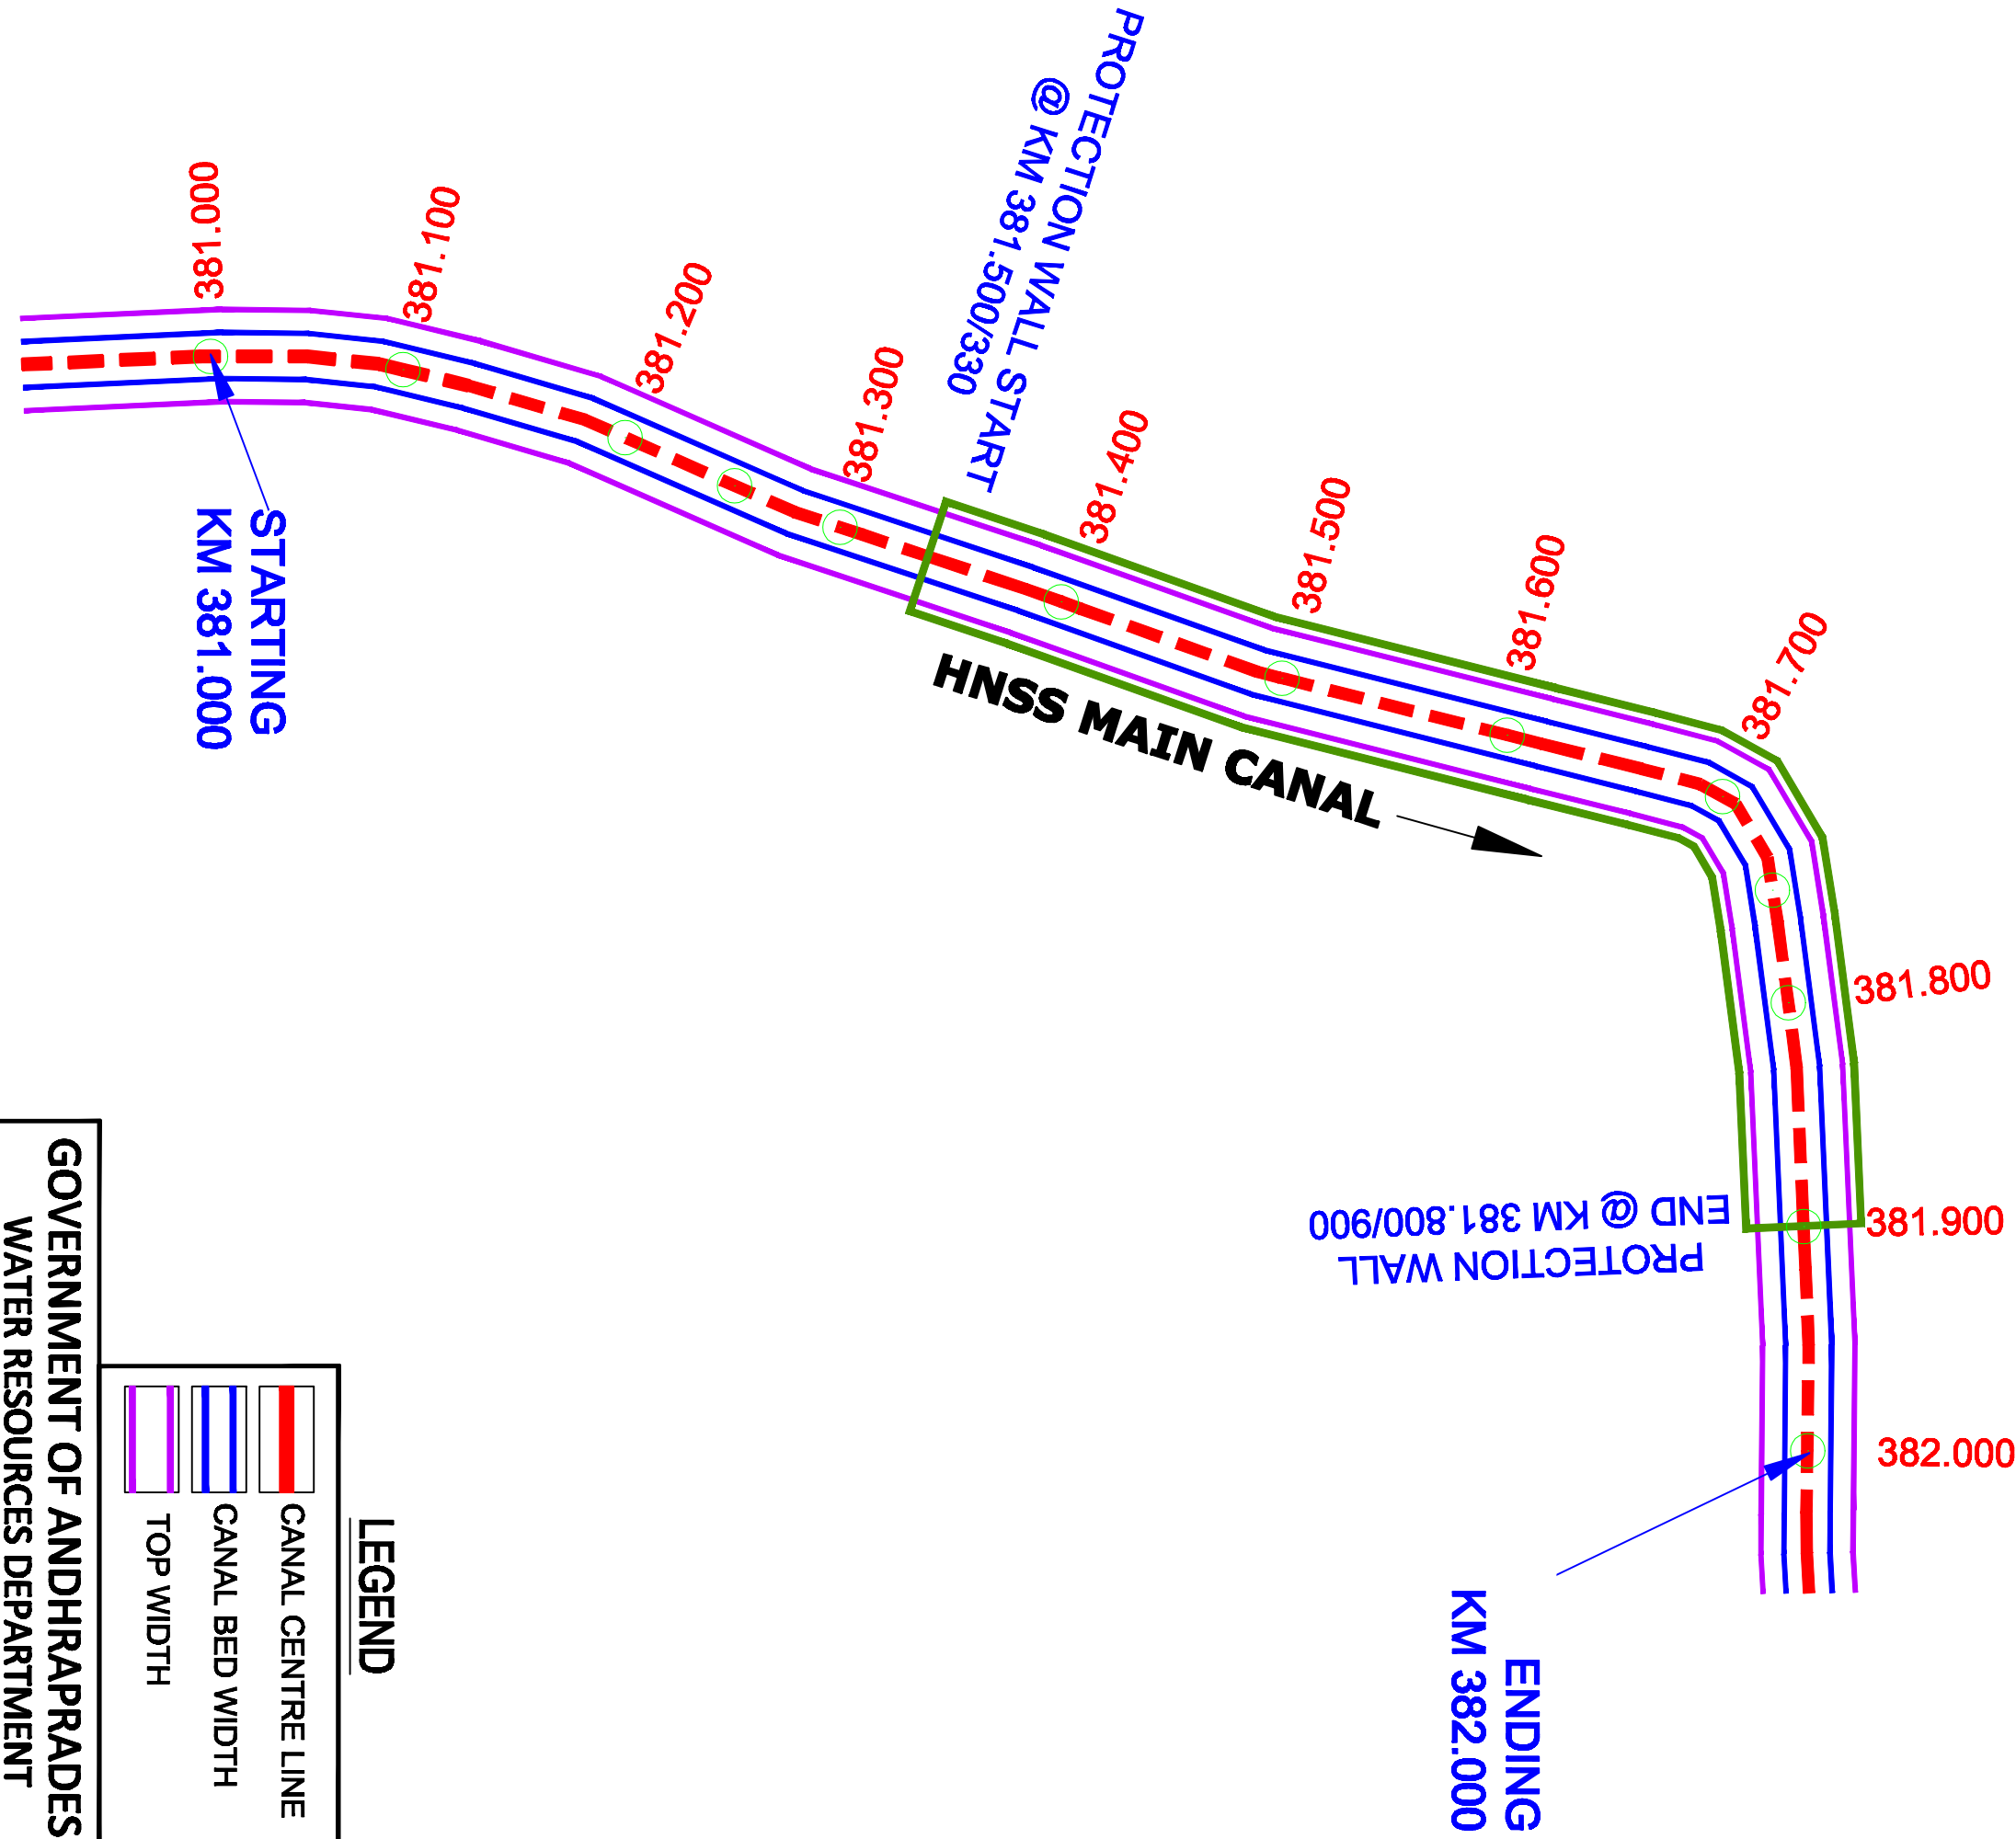 PROTECTION WALL START
@ KM 381.500/330
381.000
381.100
381.200
381.300
381.400
381.500
381.600
381.700
381.800
381.900
382.000
STARTING
KM 381.000
HNSS MAIN CANAL
PROTECTION WALL
END @ KM 381.800/900
ENDING
KM 382.000
LEGEND
CANAL CENTRE LINE
CANAL BED WIDTH
TOP WIDTH
GOVERNMENT OF ANDHRAPRADES
WATER RESOURCES DEPARTMENT